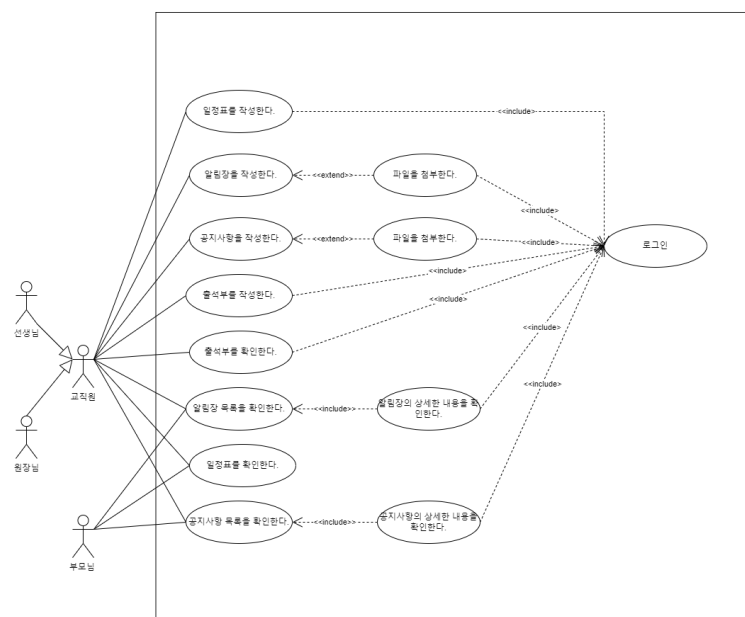 일정표를 작성한다.
<<include>>
알림장을 작성한다.
<<extend>>
파일을 첨부한다.
<<include>>
공지사항을 작성한다.
<<extend>>
파일을 첨부한다.
<<include>>
로그인
출석부를 작성한다.
<<include>>
<<include>>
선생님
출석부를 확인한다.
<<include>>
교직원
<<include>>
알림장 목록을 확인한다.
<<include>>
알림장의 상세한 내용을 확
인한다.
원장님
일정표를 확인한다.
공지사항 목록을 확인한다.
<<include>>
공지사항의 상세한 내용을
확인한다.
부모님